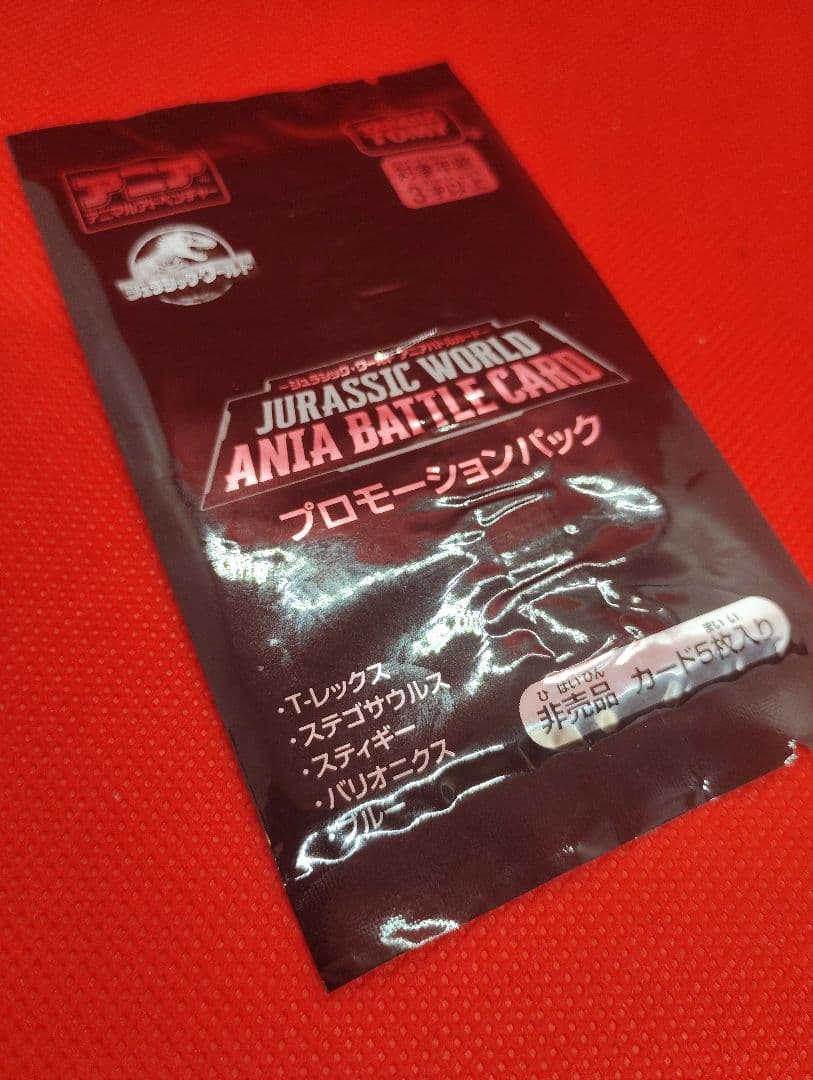 アニア
アニマルアドベンチャー
TOMY
対象年齢
3才以上
ジュラシック・ワールド
-ジュラシック・ワールド アニアバトルカード-
JURASSIC WORLD
ANIA BATTLE CARD
プロモーションパック
・T-レックス
・ステゴサウルス
・スティギー
・バリオニクス
・ブルー
ひばいひん まいい
非売品 カード5枚入り